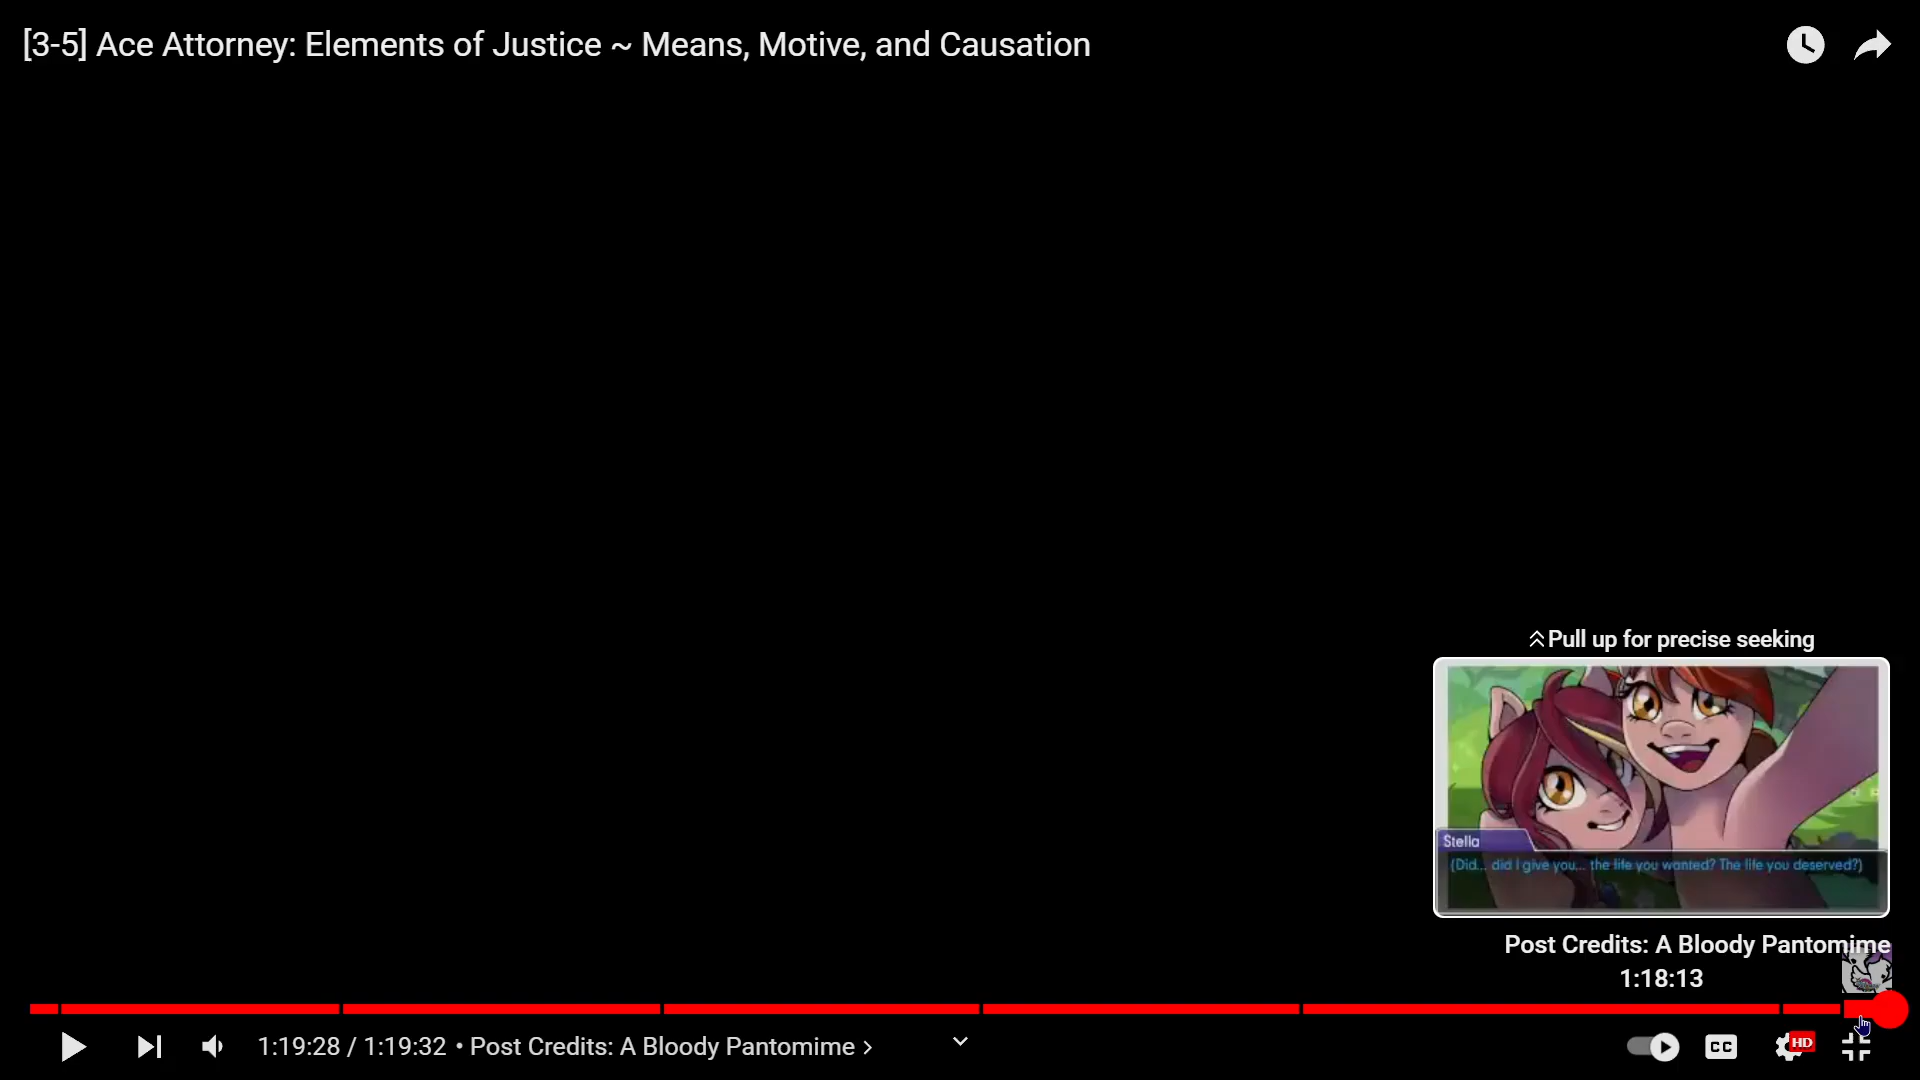 [3-5] Ace Attorney: Elements of Justice ~ Means, Motive, and Causation
Pull up for precise seeking
Stella
(Did... did I give you... the life you wanted? The life you deserved?)
Post Credits: A Bloody Pantomime
1:18:13
1:19:28 / 1:19:32 • Post Credits: A Bloody Pantomime
CC
HD